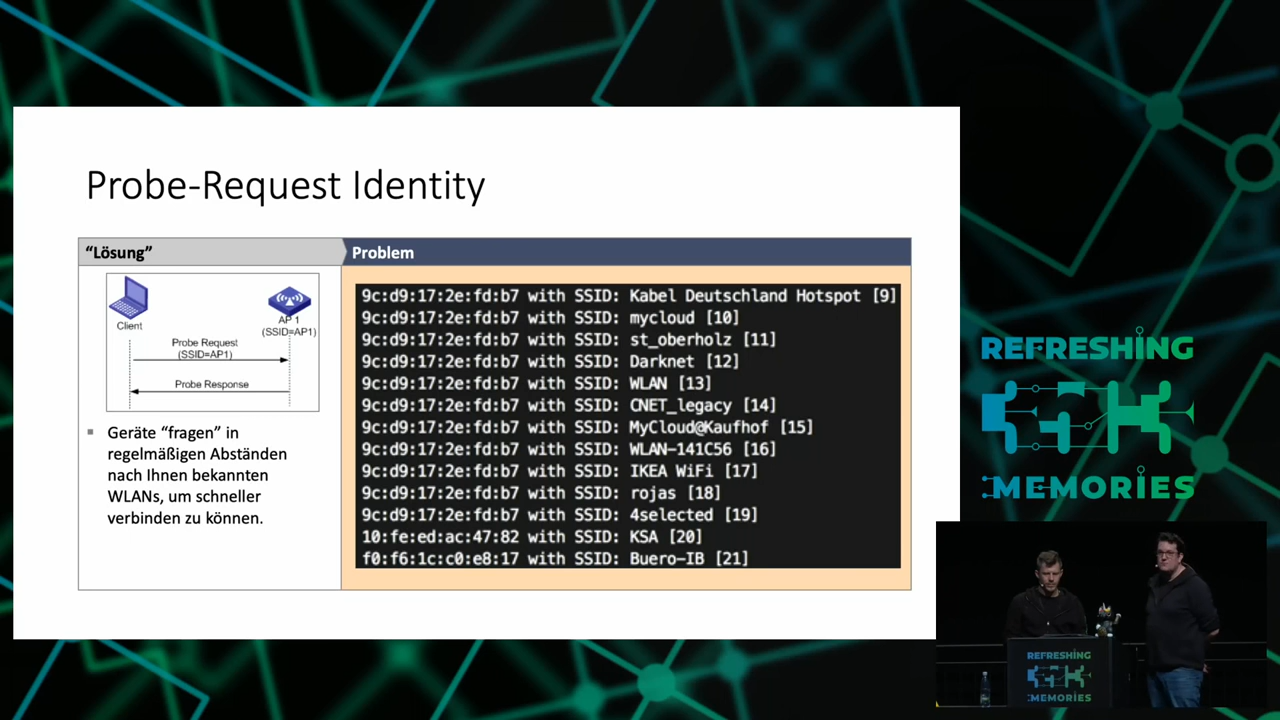 Probe-Request Identity
“Lösung”
Problem
Client
AP 1
(SSID=AP1)
Probe Request
(SSID=AP1)
Probe Response
Geräte “fragen” in
regelmäßigen Abständen
nach Ihnen bekannten
WLANs, um schneller
verbinden zu können.
9c:d9:17:2e:fd:b7 with SSID: Kabel Deutschland Hotspot [9]
9c:d9:17:2e:fd:b7 with SSID: mycloud [10]
9c:d9:17:2e:fd:b7 with SSID: st_oberholz [11]
9c:d9:17:2e:fd:b7 with SSID: Darknet [12]
9c:d9:17:2e:fd:b7 with SSID: WLAN [13]
9c:d9:17:2e:fd:b7 with SSID: CNET_legacy [14]
9c:d9:17:2e:fd:b7 with SSID: MyCloud@Kaufhof [15]
9c:d9:17:2e:fd:b7 with SSID: WLAN-141C56 [16]
9c:d9:17:2e:fd:b7 with SSID: IKEA WiFi [17]
9c:d9:17:2e:fd:b7 with SSID: rojas [18]
9c:d9:17:2e:fd:b7 with SSID: 4selected [19]
10:fe:ed:ac:47:82 with SSID: KSA [20]
f0:f6:1c:c0:e8:17 with SSID: Buero-IB [21]
REFRESHING
MEMORIES
REFRESHING
MEMORIES